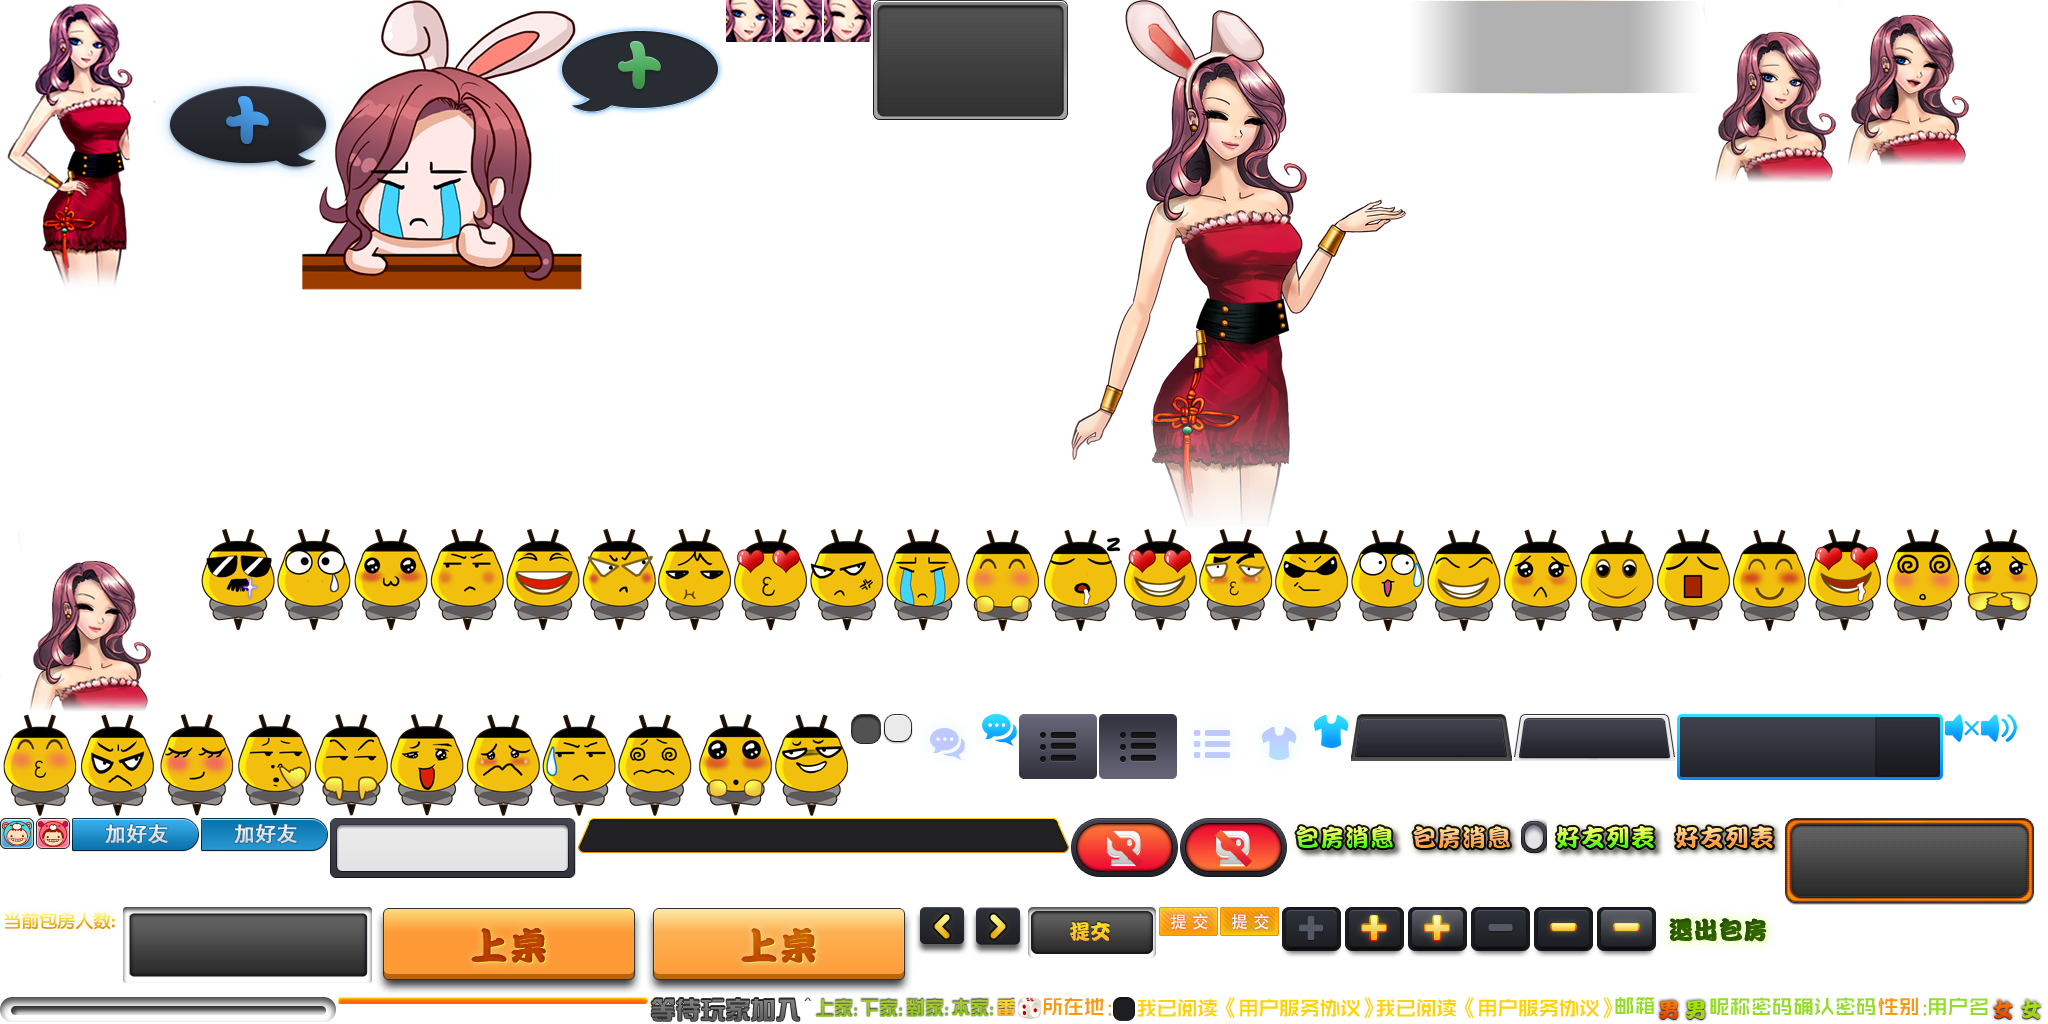 z
加好友 加好友 包房消息 包房消息 好友列表 好友列表
当前包房人数: 上桌 上桌 提交 提交 提交 退出包房
等待玩家加入 上家: 下家: 剩家: 本家: 番 所在地: 我已阅读《用户服务协议》 我已阅读《用户服务协议》 邮箱 男 男 昵称 密码 确认密码 性别: 用户名 女 女